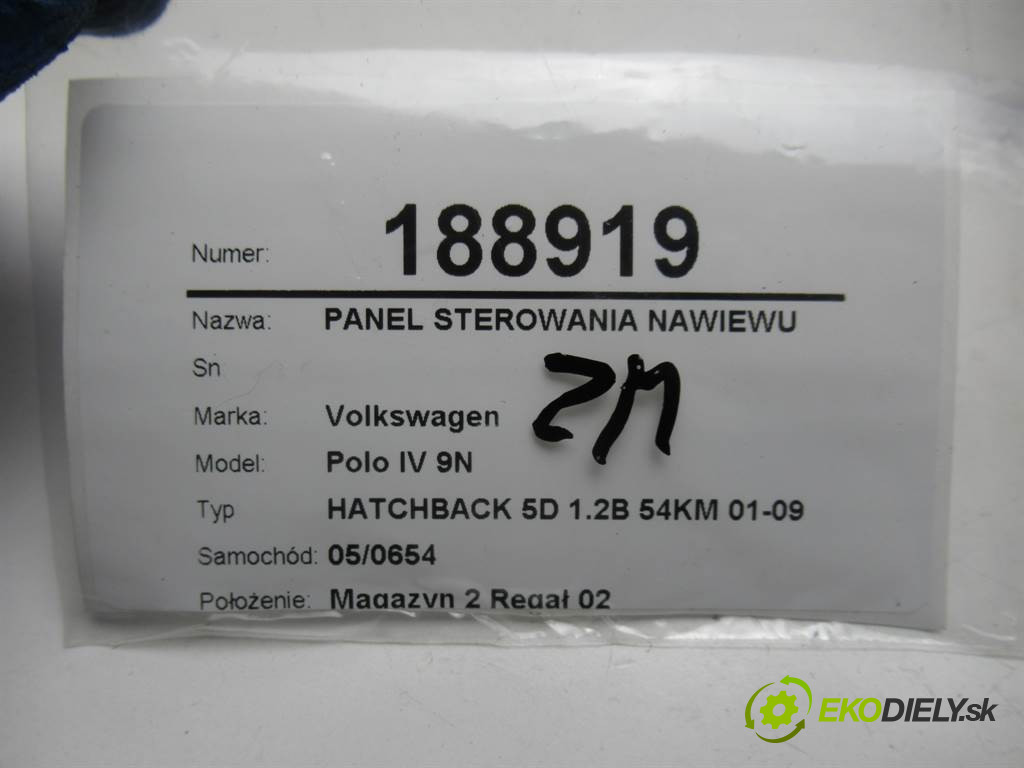 Numer: 188919
Nazwa: PANEL STEROWANIA NAWIEWU
Sn
ZM
Marka: Volkswagen
Model: Polo IV 9N
Typ HATCHBACK 5D 1.2B 54KM 01-09
Samochód: 05/0654
Położenie: Magazyn 2 Regał 02
EKODIELY.sk